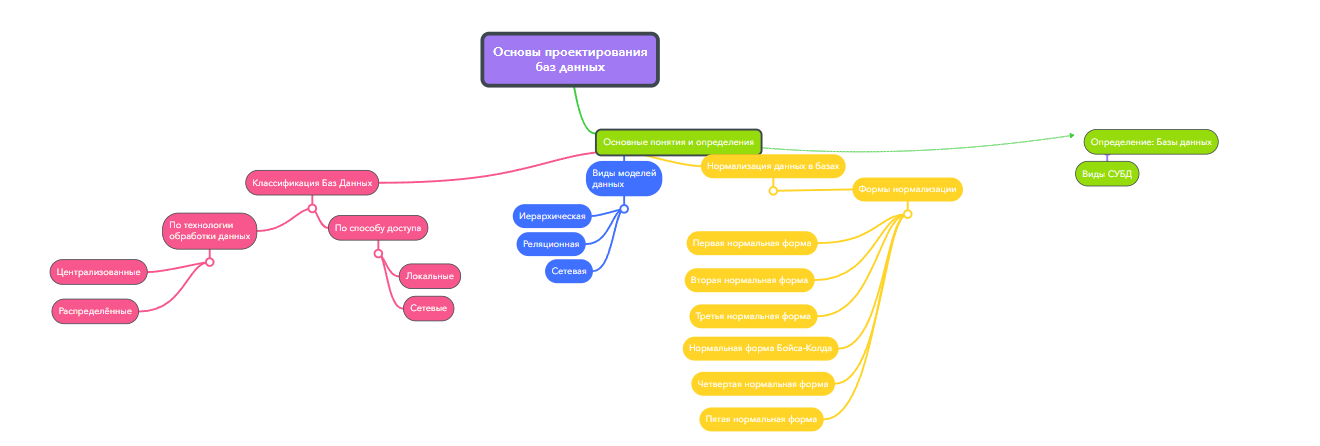 Основы проектирования
баз данных
Основные понятия и определения
Определение: Базы данных
Виды СУБД
Нормализация данных в базах
Формы нормализации
Первая нормальная форма
Вторая нормальная форма
Третья нормальная форма
Нормальная форма Бойса-Колда
Четвертая нормальная форма
Пятая нормальная форма
Виды моделей
данных
Иерархическая
Реляционная
Сетевая
Классификация Баз Данных
По технологии
обработки данных
Централизованные
Распределённые
По способу доступа
Локальные
Сетевые